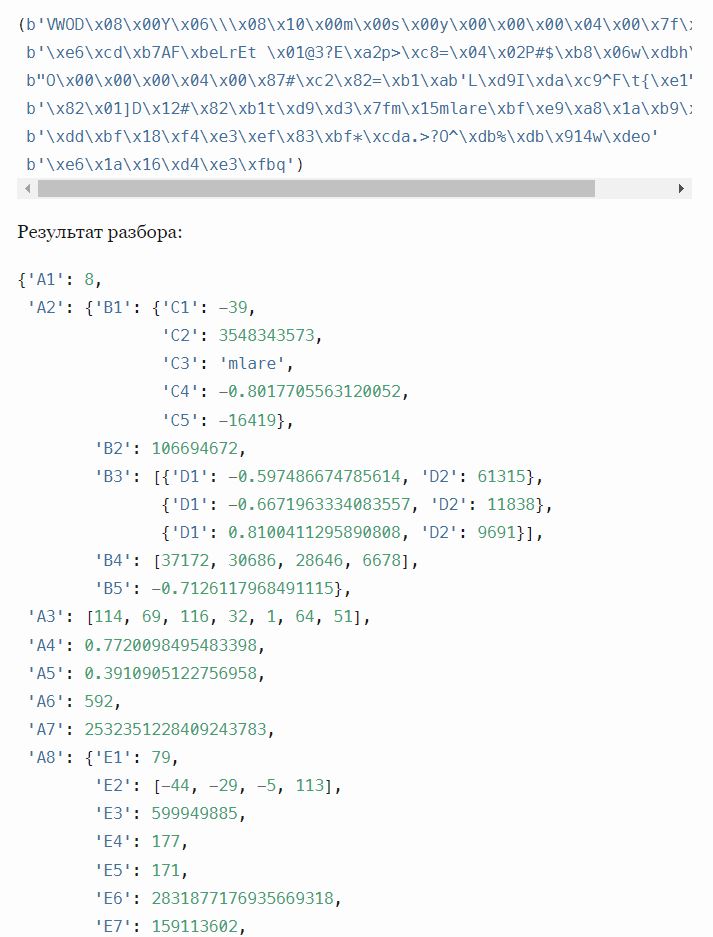 (b'VWOD\x08\x00Y\x06\\\x08\x10\x00m\x00s\x00y\x00\x00\x00\x04\x00\x7f\x
b'\xe6\xcd\xb7AF\xbeLrEt \x01@3?E\xa2p>\xc8=\x04\x02P#$\xb8\x06w\xdbh\
b"O\x00\x00\x00\x04\x00\x87#\xc2\x82=\xb1\xab'L\xd9I\xda\xc9^F\t{\xe1"
b'\x82\x01]D\x12#\x82\xb1t\xd9\xd3\x7fm\x15mlare\xbf\xe9\xa8\x1a\xb9\x
b'\xdd\xbf\x18\xf4\xe3\xef\x83\xbf*\xcda.>?O^\xdb%\xdb\x914w\xdeo'
b'\xe6\x1a\x16\xd4\xe3\xfbq')
Результат разбора:
{'A1': 8,
'A2': {'B1': {'C1': -39,
'C2': 3548343573,
'C3': 'mlare',
'C4': -0.8017705563120052,
'C5': -16419},
'B2': 106694672,
'B3': [{'D1': -0.597486674785614, 'D2': 61315},
{'D1': -0.6671963334083557, 'D2': 11838},
{'D1': 0.8100411295890808, 'D2': 9691}],
'B4': [37172, 30686, 28646, 6678],
'B5': -0.7126117968491115},
'A3': [114, 69, 116, 32, 1, 64, 51],
'A4': 0.7720098495483398,
'A5': 0.3910905122756958,
'A6': 592,
'A7': 2532351228409243783,
'A8': {'E1': 79,
'E2': [-44, -29, -5, 113],
'E3': 599949885,
'E4': 177,
'E5': 171,
'E6': 2831877176935669318,
'E7': 159113602,